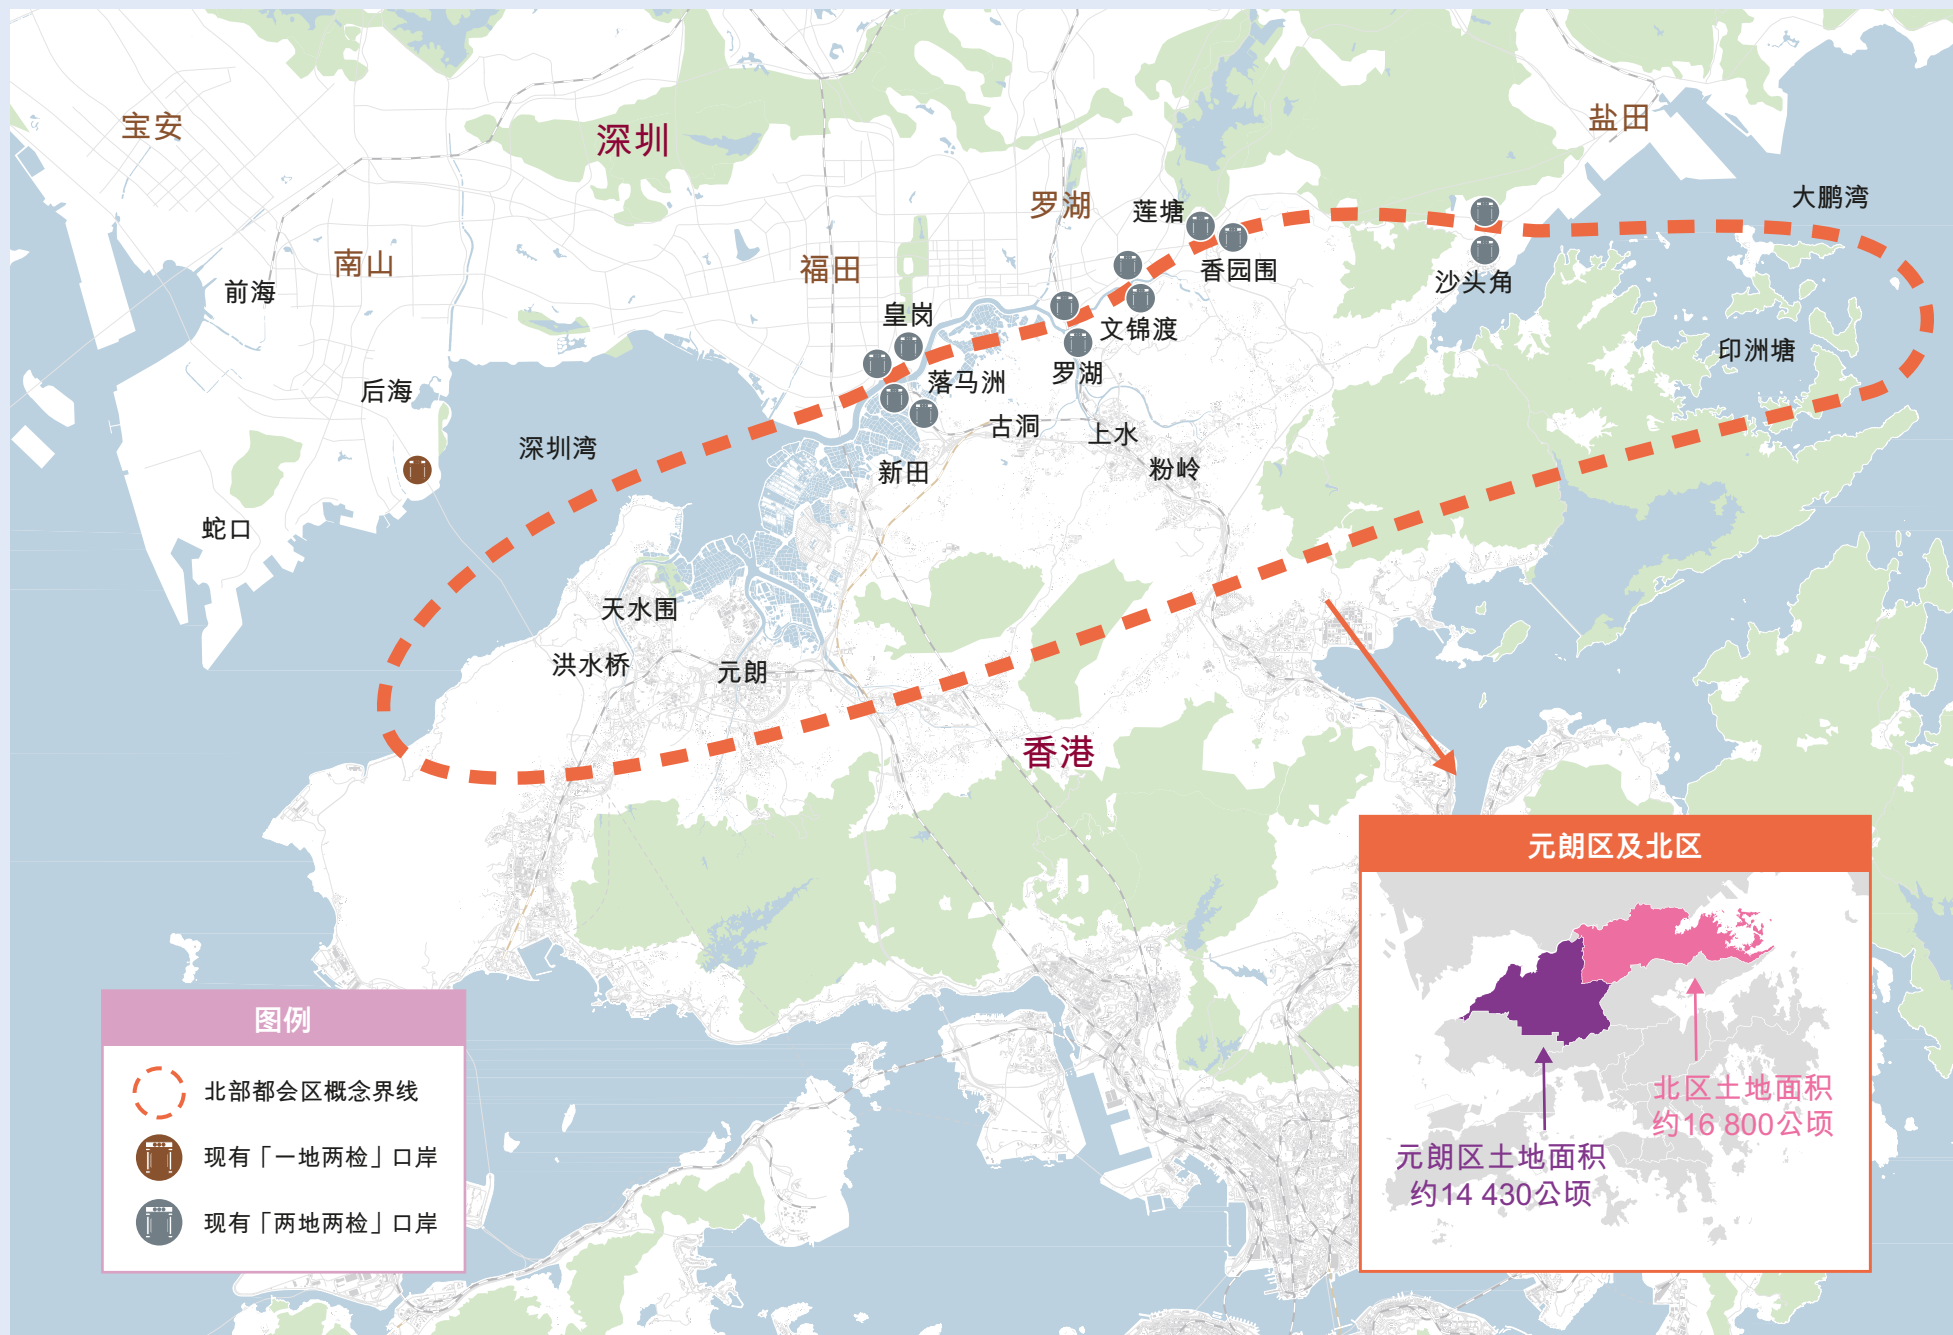 宝安
深圳
盐田
大鹏湾
罗湖
莲塘
南山
福田
香园围
沙头角
前海
皇岗
文锦渡
印洲塘
落马洲
罗湖
后海
古洞
上水
深圳湾
新田
粉岭
蛇口
天水围
洪水桥
元朗
香港
元朗区及北区
北区土地面积
约16 800公顷
元朗区土地面积
约14 430公顷
图例
北部都会区概念界线
现有「一地两检」口岸
现有「两地两检」口岸